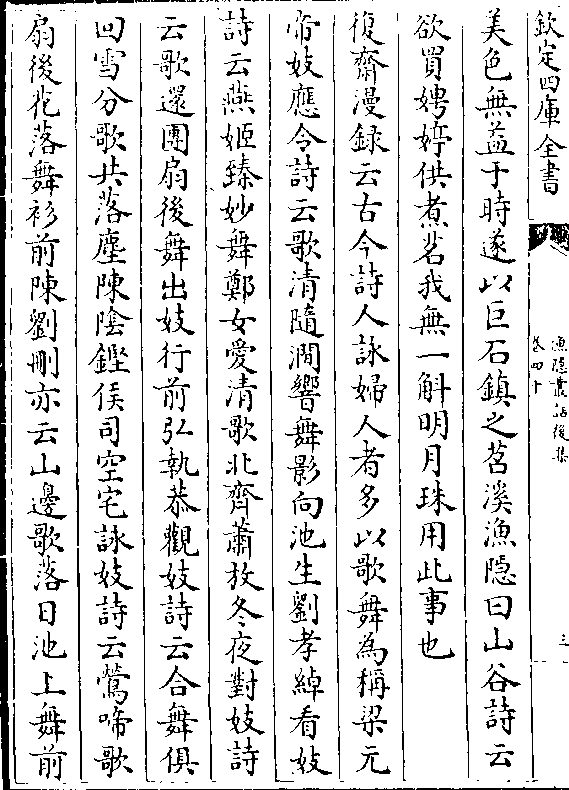 欽定四庫全書
漁隱叢話後集
卷四十
三
美色無益于時遂以巨石鎮之苕溪漁隱曰山谷詩云
欲買娉婷供煮茗我無一斛明月珠用此事也
復齋漫録云古今詩人詠婦人者多以歌舞為稱梁元
帝妓應令詩云歌清隨澗響舞影向池生劉孝綽看妓
詩云燕姬臻妙舞鄭女愛清歌北齊蕭放冬夜對妓詩
云歌還團扇後舞出妓行前弘執恭觀妓詩云合舞俱
回雪分歌共落塵陳陰鏗侯司空宅詠妓詩云鶯啼歌
扇後花落舞衫前陳劉刪亦云山邊歌落日池上舞前